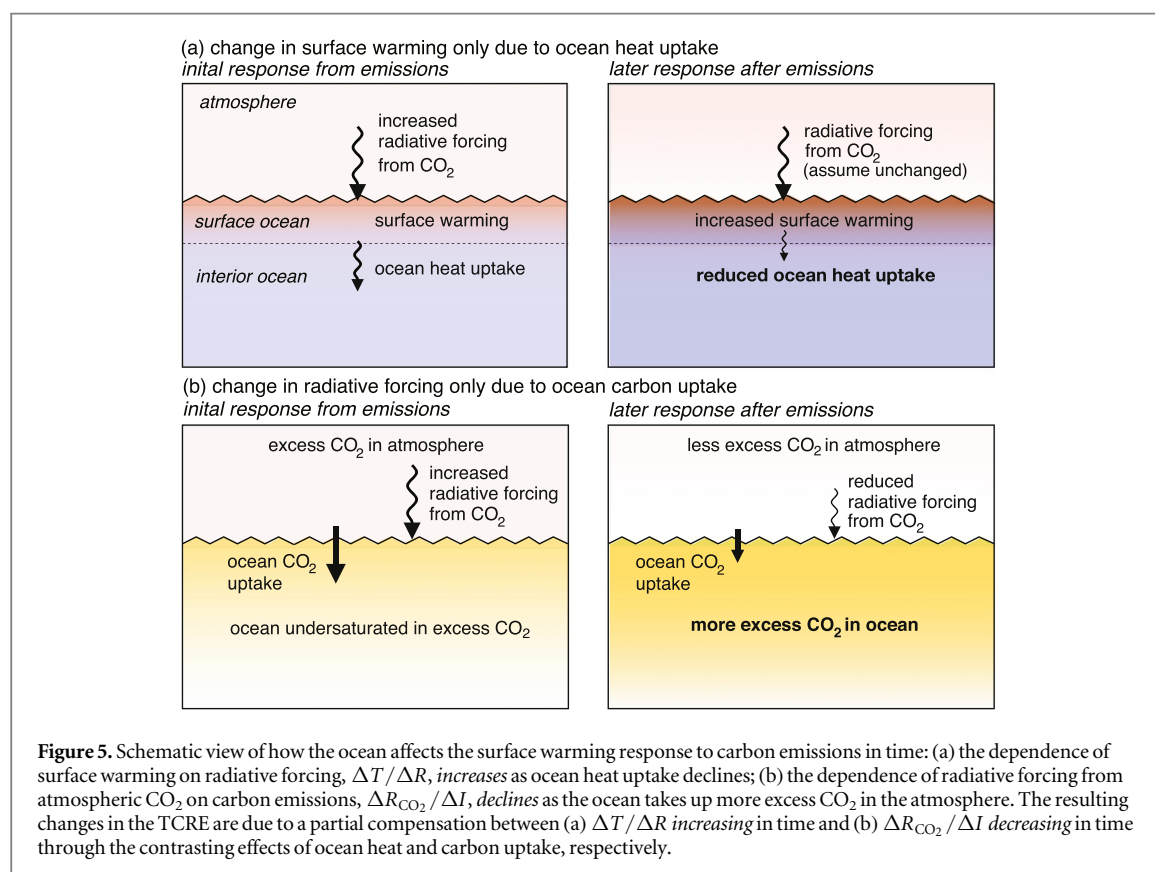 (a) change in surface warming only due to ocean heat uptake
inital response from emissions
later response after emissions
atmosphere
increased
radiative forcing
from CO2
surface ocean
surface warming
interior ocean
ocean heat uptake
radiative forcing
from CO2
(assume unchanged)
increased surface warming
reduced ocean heat uptake
(b) change in radiative forcing only due to ocean carbon uptake
inital response from emissions
later response after emissions
excess CO2 in atmosphere
increased
radiative forcing
from CO2
ocean CO2
uptake
ocean undersaturated in excess CO2
less excess CO2 in atmosphere
reduced
radiative forcing
from CO2
ocean CO2
uptake
more excess CO2 in ocean
Figure 5. Schematic view of how the ocean affects the surface warming response to carbon emissions in time: (a) the dependence of
surface warming on radiative forcing, ΔT/ΔR, increases as ocean heat uptake declines; (b) the dependence of radiative forcing from
atmospheric CO2 on carbon emissions, ΔRCO2/ΔI, declines as the ocean takes up more excess CO2 in the atmosphere. The resulting
changes in the TCRE are due to a partial compensation between (a) ΔT/ΔR increasing in time and (b) ΔRCO2/ΔI decreasing in time
through the contrasting effects of ocean heat and carbon uptake, respectively.